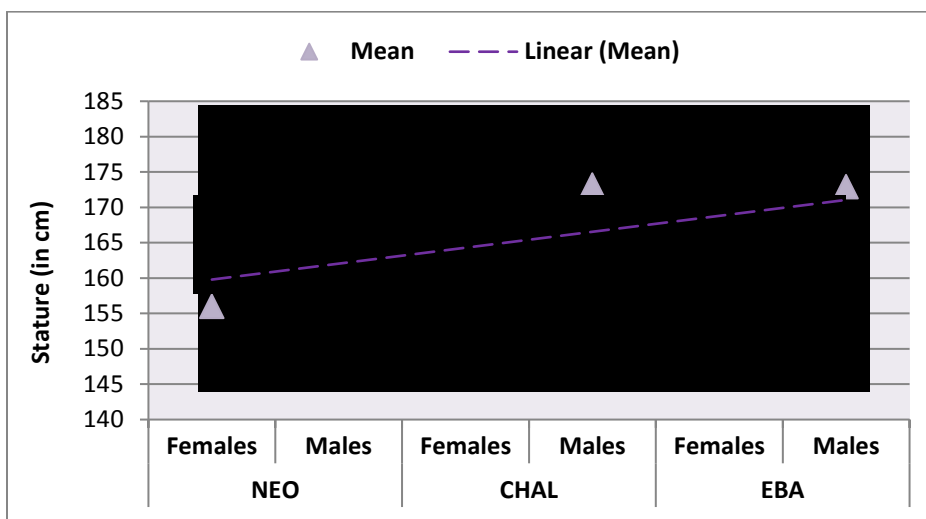 Mean Linear (Mean)
185
180
175
170
165
160
155
150
145
140
Stature (in cm)
Females Males Females Males Females Males
NEO CHAL EBA